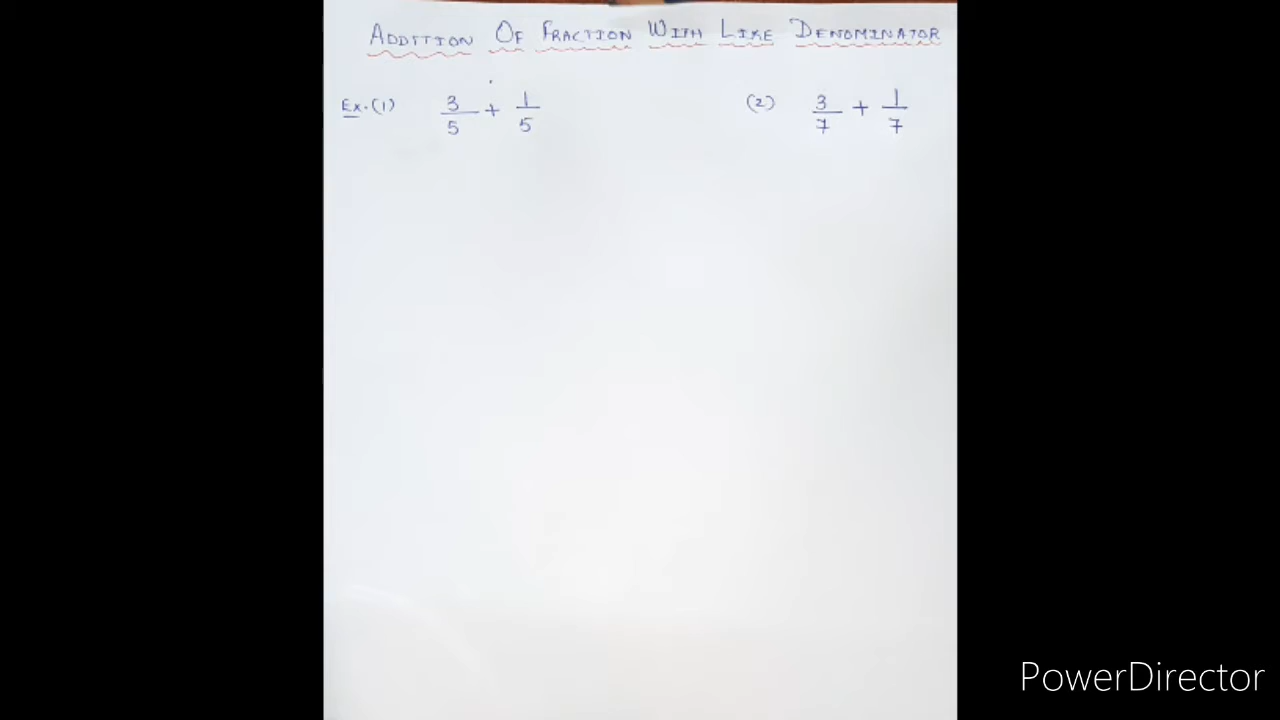 ADDITION OF FRACTION WITH LIKE DENOMINATOR
Ex. (1) 3/5 + 1/5 (2) 3/7 + 1/7
PowerDirector